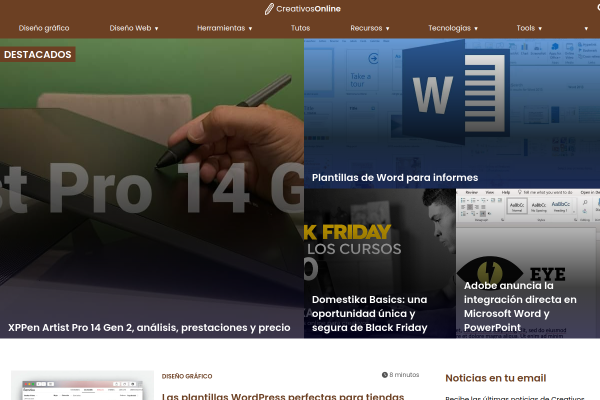 CreativosOnline
Diseño gráfico
Diseño Web
Herramientas
Tutos
Recursos
Tecnologías
Tools
DESTACADOS
Take a
tour
W
st Pro 14 G
XPPen Artist Pro 14 Gen 2, análisis, prestaciones y precio
Plantillas de Word para informes
K FRIDAY
LOS CURSOS
Domestika Basics: una
oportunidad única y
segura de Black Friday
EYE
Adobe anuncia la
integración directa en
Microsoft Word y
PowerPoint
DISEÑO GRÁFICO
8 minutos
Las plantillas WordPress perfectas para tiendas
Noticias en tu email
Recibe las últimas noticias de Creativos